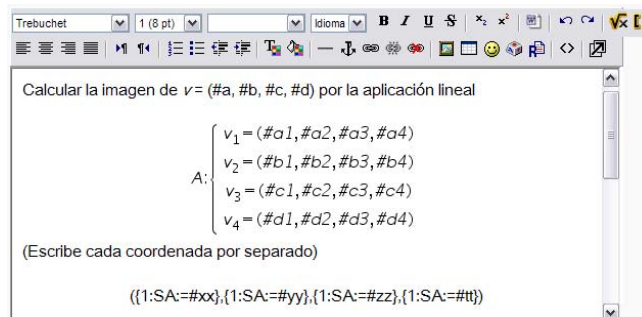 Trebuchet 1 (8 pt) Idioma B I U S x₂ x²
Calcular la imagen de v = (#a, #b, #c, #d) por la aplicación lineal
v₁ = (#a1, #a2, #a3, #a4)
v₂ = (#b1, #b2, #b3, #b4)
A:
v₃ = (#c1, #c2, #c3, #c4)
v₄ = (#d1, #d2, #d3, #d4)
(Escribe cada coordenada por separado)
({1:SA:=#xx},{1:SA:=#yy},{1:SA:=#zz},{1:SA:=#tt})